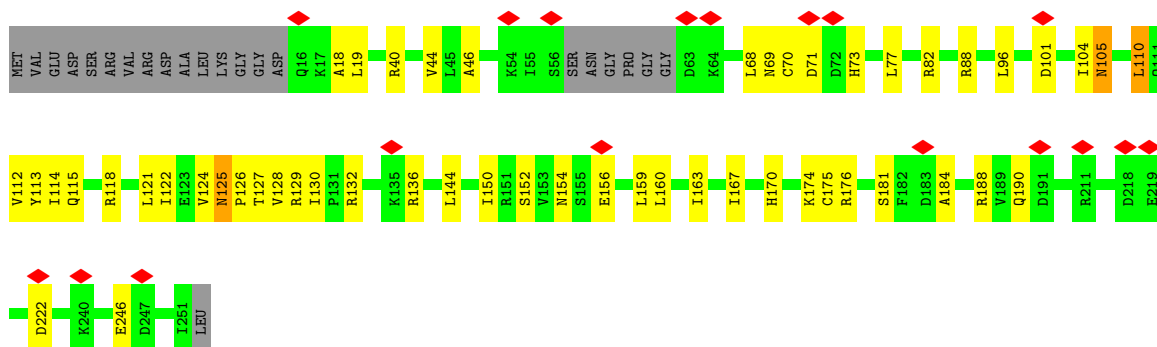 MET VAL GLU ASP SER ARG VAL ARG ASP ALA LEU LYS GLY GLY ASP Q16 K17 A18 L19 R40 V44 L45 A46 K54 I55 S56 SER ASN GLY PRO GLY GLY D63 K64 L68 N69 C70 D71 D72 H73 L77 R82 R88 L96 D101 I104 N105 L110 Q111
V112 Y113 I114 Q115 R118 L121 I122 E123 V124 N125 P126 T127 V128 R129 I130 P131 R132 K135 R136 L144 I150 R151 S152 V153 N154 S155 E156 L159 L160 I163 I167 H170 K174 C175 R176 S181 F182 D183 A184 R188 V189 Q190 D191 R211 D218 E219
D222 K240 E246 D247 I251 LEU